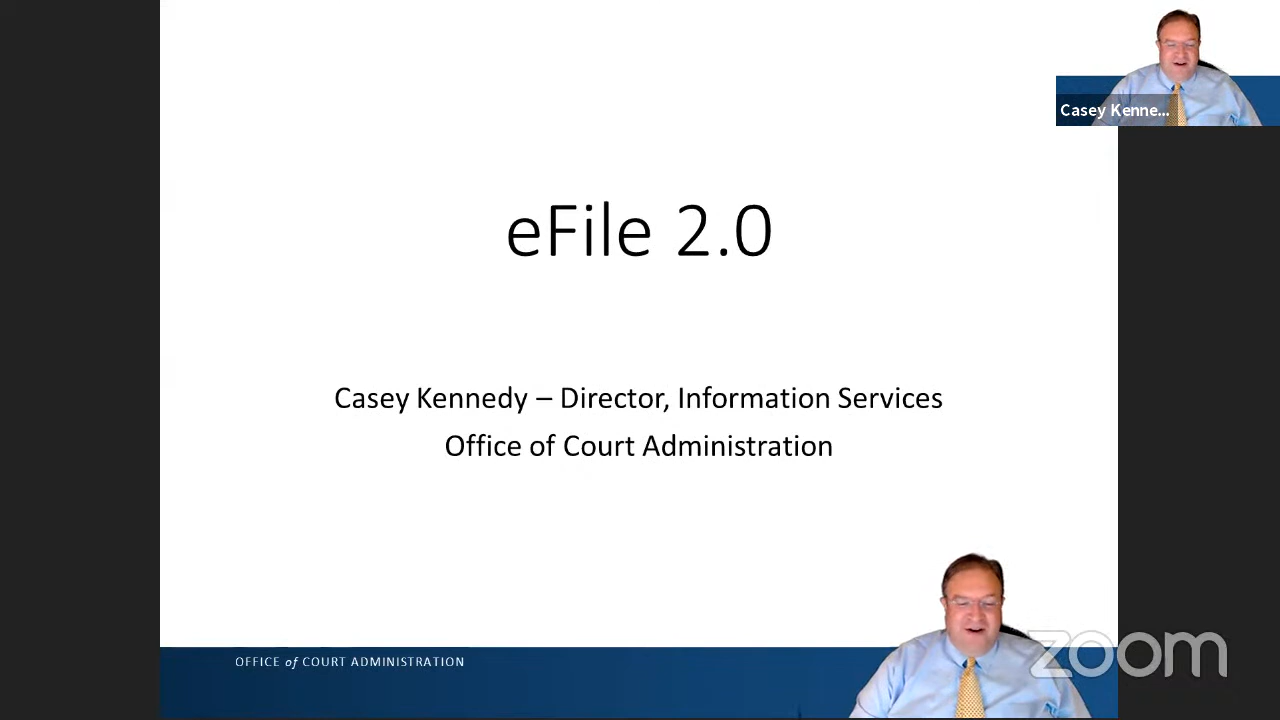 Casey Kenne...
eFile 2.0
Casey Kennedy – Director, Information Services
Office of Court Administration
OFFICE of COURT ADMINISTRATION
zoom